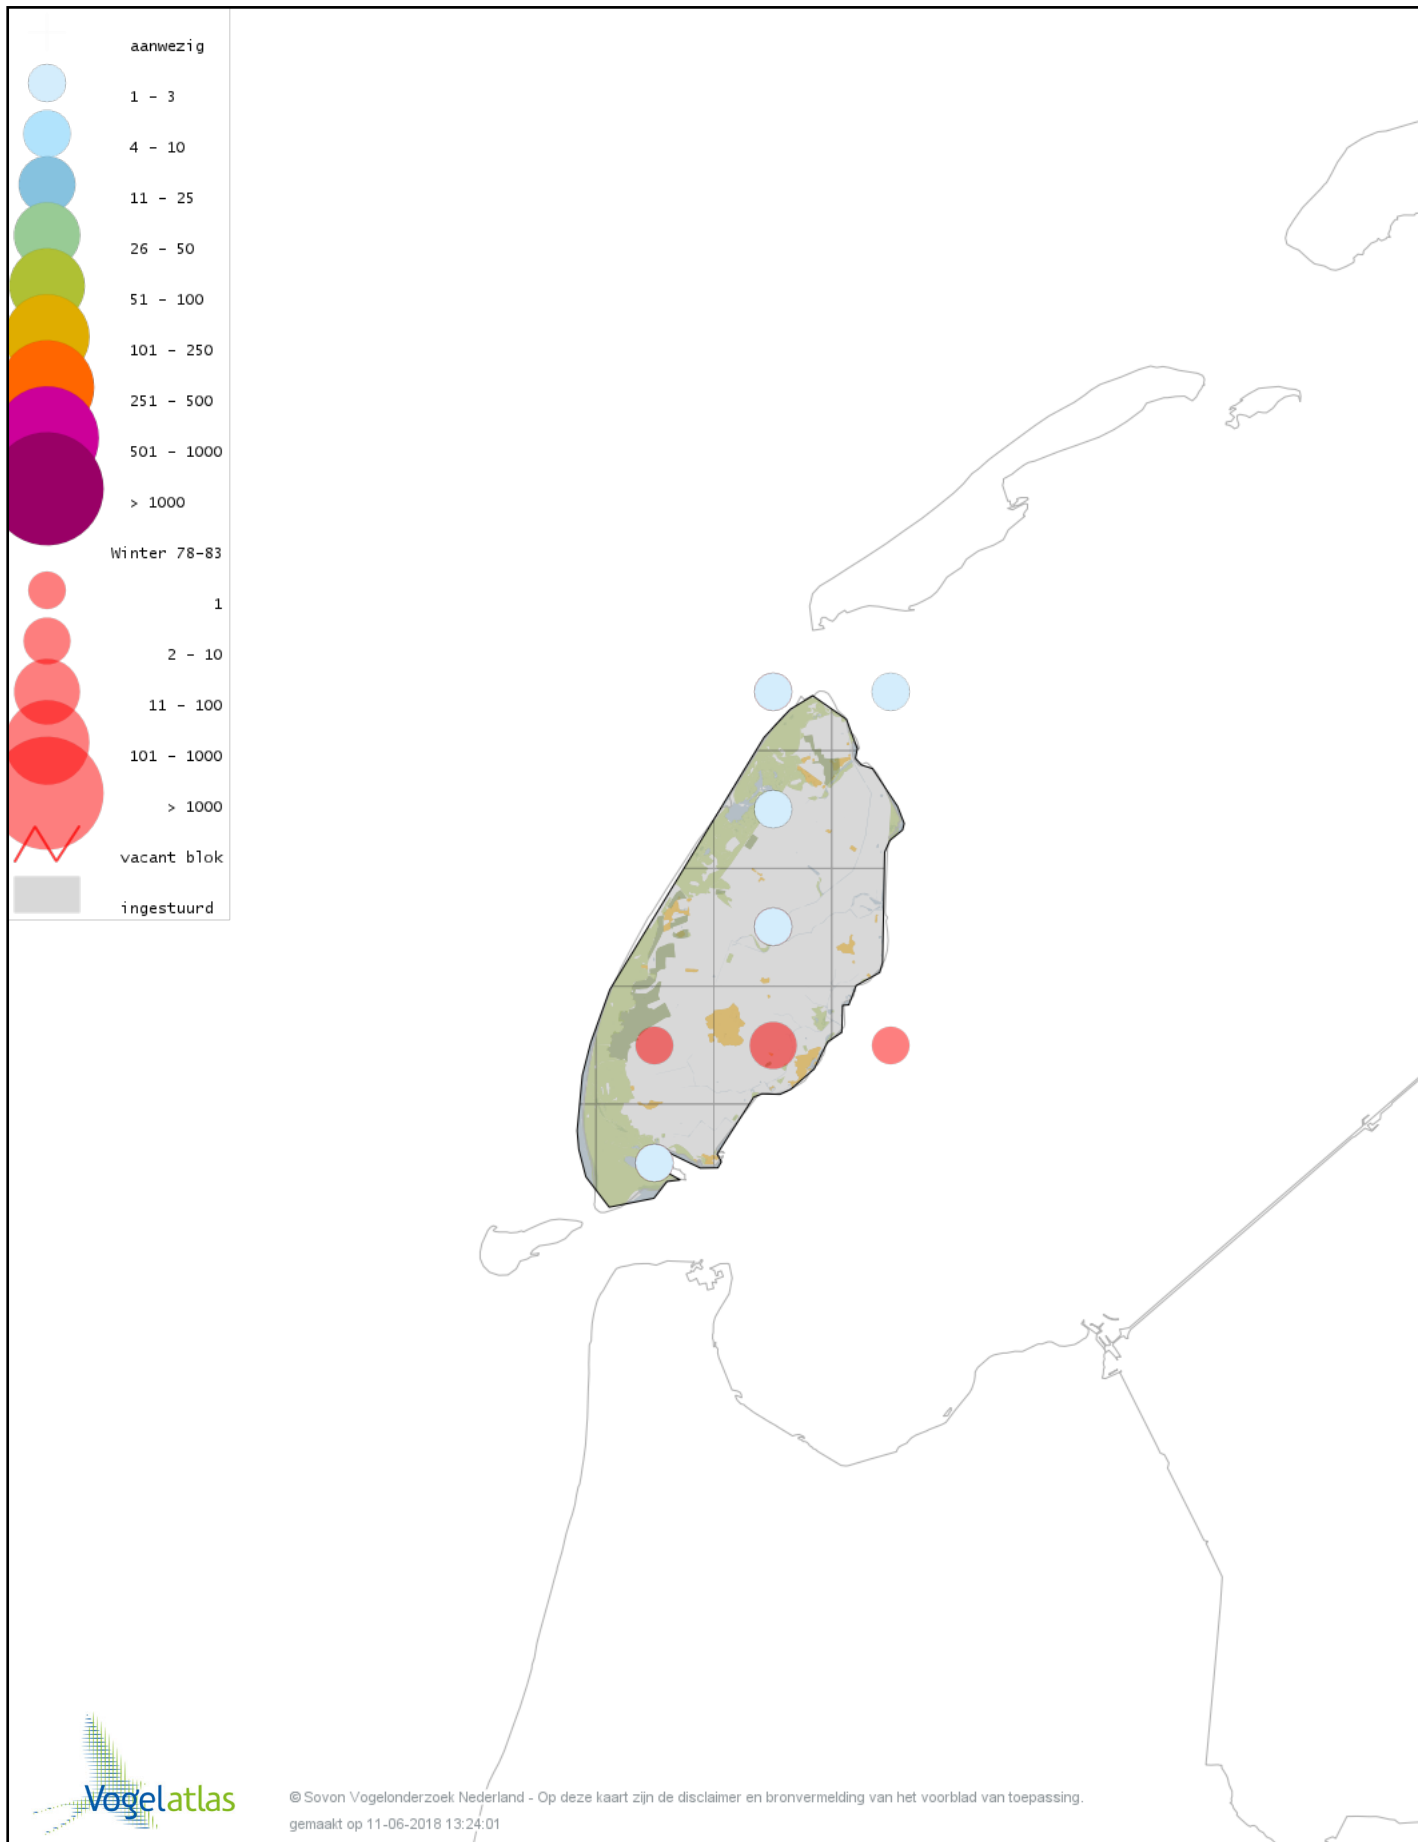 aanwezig
1 - 3
4 - 10
11 - 25
26 - 50
51 - 100
101 - 250
251 - 500
501 - 1000
> 1000
Winter 78-83
1
2 - 10
11 - 100
101 - 1000
> 1000
vacant blok
ingestuurd
Vogelatlas
© Sovon Vogelonderzoek Nederland - Op deze kaart zijn de disclaimer en bronvermelding van het voorblad van toepassing.
gemaakt op 11-06-2018 13:24:01